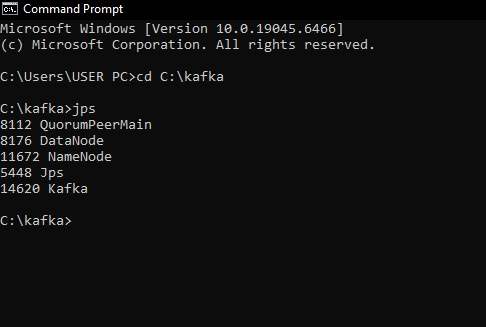 Command Prompt
Microsoft Windows [Version 10.0.19045.6466]
(c) Microsoft Corporation. All rights reserved.
C:\Users\USER PC>cd C:\kafka
C:\kafka>jps
8112 QuorumPeerMain
8176 DataNode
11672 NameNode
5448 Jps
14620 Kafka
C:\kafka>